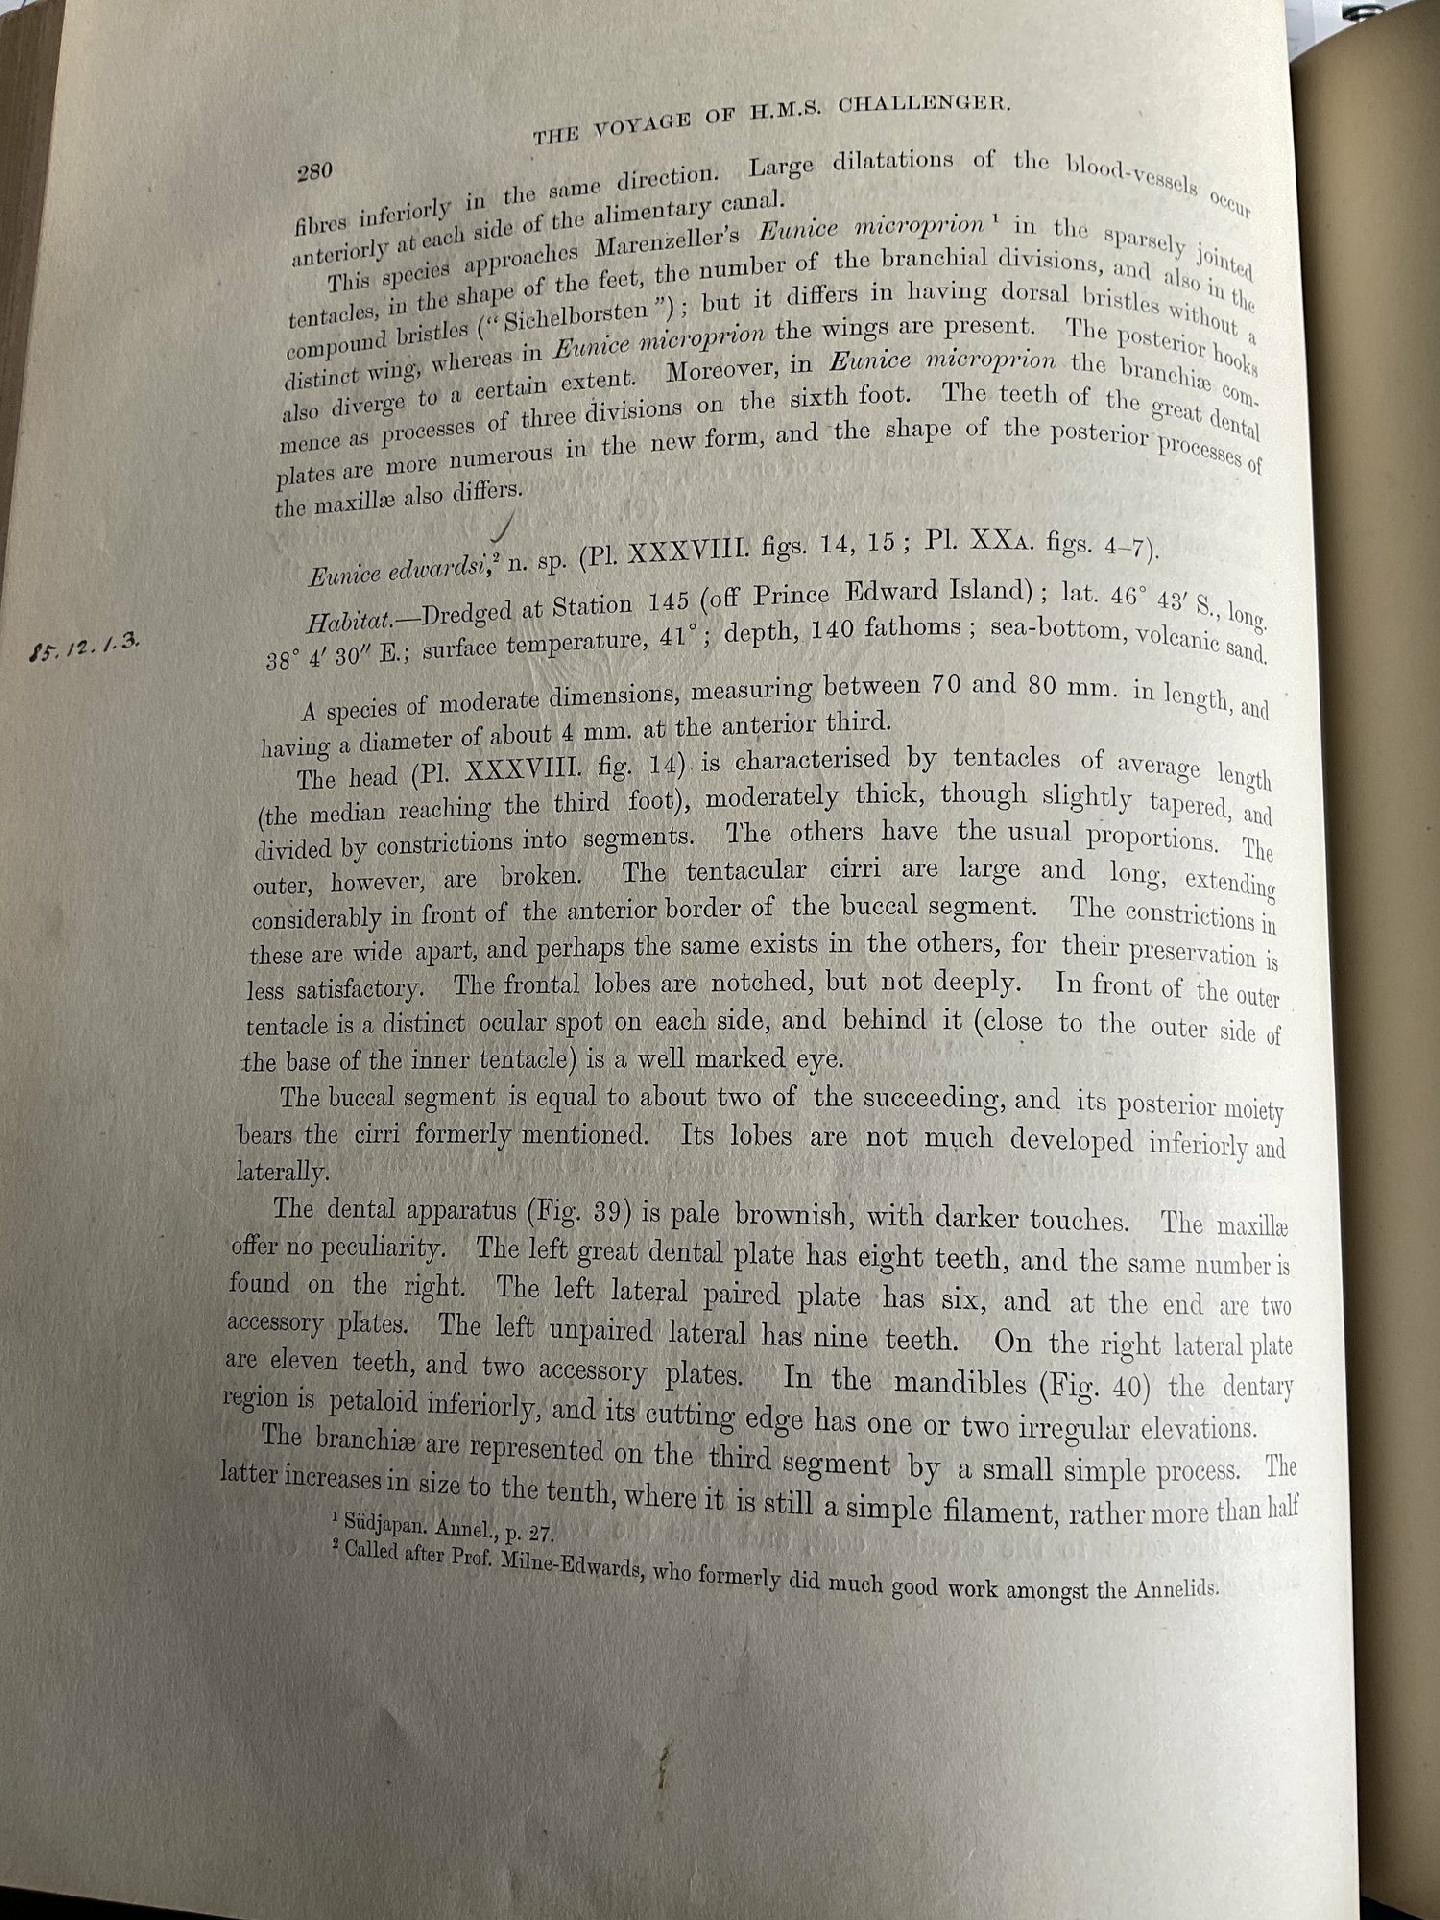 THE VOYAGE OF H.M.S. CHALLENGER.
280
fibres inferiorly in the same direction. Large dilatations of the blood-vessels occur
anteriorly at each side of the alimentary canal.
This species approaches Marenzeller's Eunice microprion ¹ in the sparsely jointed
tentacles, in the shape of the feet, the number of the branchial divisions, and also in the
compound bristles (“Sichelborsten”); but it differs in having dorsal bristles without a
distinct wing, whereas in Eunice microprion the wings are present. The posterior hooks
also diverge to a certain extent. Moreover, in Eunice microprion the branchiæ com-
mence as processes of three divisions on the sixth foot. The teeth of the great dental
plates are more numerous in the new form, and the shape of the posterior processes of
the maxillæ also differs.
Eunice edwardsi,² n. sp. (Pl. XXXVIII. figs. 14, 15; Pl. XXA. figs. 4–7).
Habitat.—Dredged at Station 145 (off Prince Edward Island); lat. 46° 43′ S., long.
38° 4′ 30″ E.; surface temperature, 41°; depth, 140 fathoms; sea-bottom, volcanic sand.
85.12.1.3.
A species of moderate dimensions, measuring between 70 and 80 mm. in length, and
having a diameter of about 4 mm. at the anterior third.
The head (Pl. XXXVIII. fig. 14) is characterised by tentacles of average length
(the median reaching the third foot), moderately thick, though slightly tapered, and
divided by constrictions into segments. The others have the usual proportions. The
outer, however, are broken. The tentacular cirri are large and long, extending
considerably in front of the anterior border of the buccal segment. The constrictions in
these are wide apart, and perhaps the same exists in the others, for their preservation is
less satisfactory. The frontal lobes are notched, but not deeply. In front of the outer
tentacle is a distinct ocular spot on each side, and behind it (close to the outer side of
the base of the inner tentacle) is a well marked eye.
The buccal segment is equal to about two of the succeeding, and its posterior moiety
bears the cirri formerly mentioned. Its lobes are not much developed inferiorly and
laterally.
The dental apparatus (Fig. 39) is pale brownish, with darker touches. The maxillæ
offer no peculiarity. The left great dental plate has eight teeth, and the same number is
found on the right. The left lateral paired plate has six, and at the end are two
accessory plates. The left unpaired lateral has nine teeth. On the right lateral plate
are eleven teeth, and two accessory plates. In the mandibles (Fig. 40) the dentary
region is petaloid inferiorly, and its cutting edge has one or two irregular elevations.
The branchiæ are represented on the third segment by a small simple process. The
latter increases in size to the tenth, where it is still a simple filament, rather more than half
¹ Südjapan. Annel., p. 27.
² Called after Prof. Milne-Edwards, who formerly did much good work amongst the Annelids.